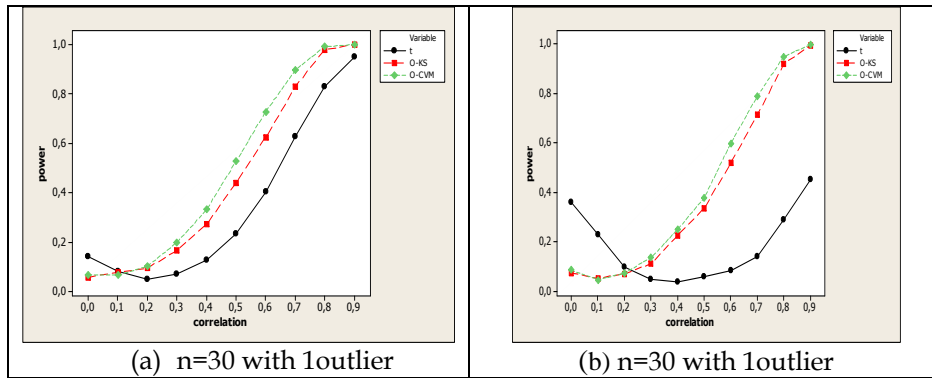 Variable
t
O-KS
O-CVM
1,0
0,8
0,6
0,4
0,2
0,0
power
0,0 0,1 0,2 0,3 0,4 0,5 0,6 0,7 0,8 0,9
correlation
(a) n=30 with 1outlier
Variable
t
O-KS
O-CVM
1,0
0,8
0,6
0,4
0,2
0,0
power
0,0 0,1 0,2 0,3 0,4 0,5 0,6 0,7 0,8 0,9
correlation
(b) n=30 with 1outlier